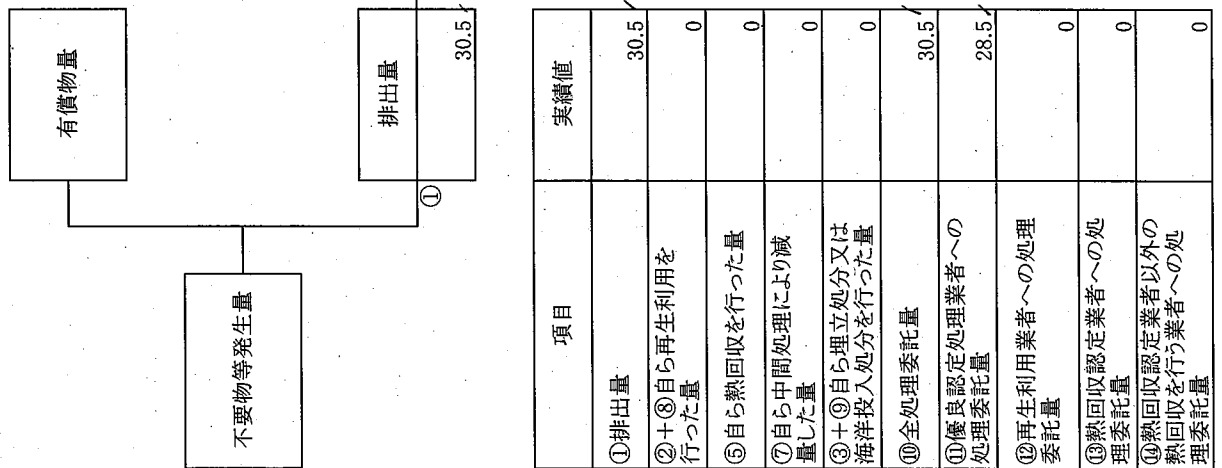 有償物量
不要物等発生量
①
排出量
30.5
項目
実績値
①排出量
30.5
②+⑧自ら再生利用を
行った量
0
⑤自ら熱回収を行った量
0
⑦自ら中間処理により減
量した量
0
③+⑨自ら埋立処分又は
海洋投入処分を行った量
0
⑩全処理委託量
30.5
⑪優良認定処理業者への
処理委託量
28.5
⑫再生利用業者への処理
委託量
0
⑬熱回収認定業者への処
理委託量
0
⑭熱回収認定業者以外の
熱回収を行う業者への処
理委託量
0